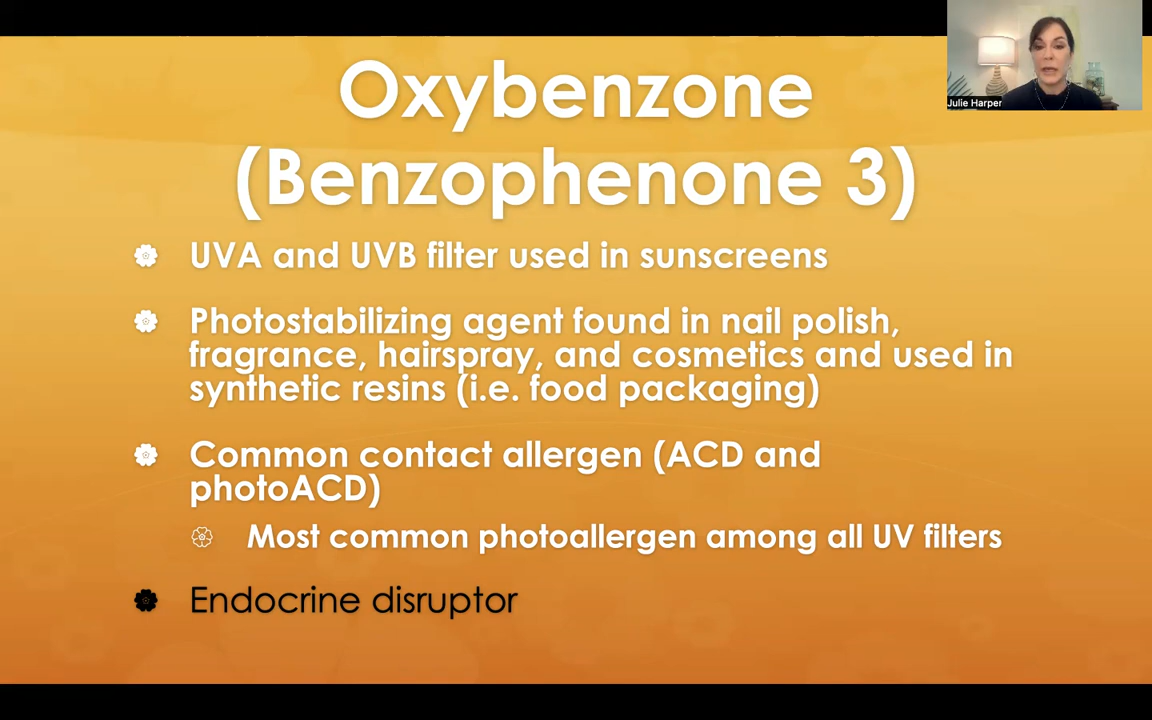 Oxybenzone
(Benzophenone 3)
Julie Harper
UVA and UVB filter used in sunscreens
Photostabilizing agent found in nail polish,
fragrance, hairspray, and cosmetics and used in
synthetic resins (i.e. food packaging)
Common contact allergen (ACD and
photoACD)
Most common photoallergen among all UV filters
Endocrine disruptor